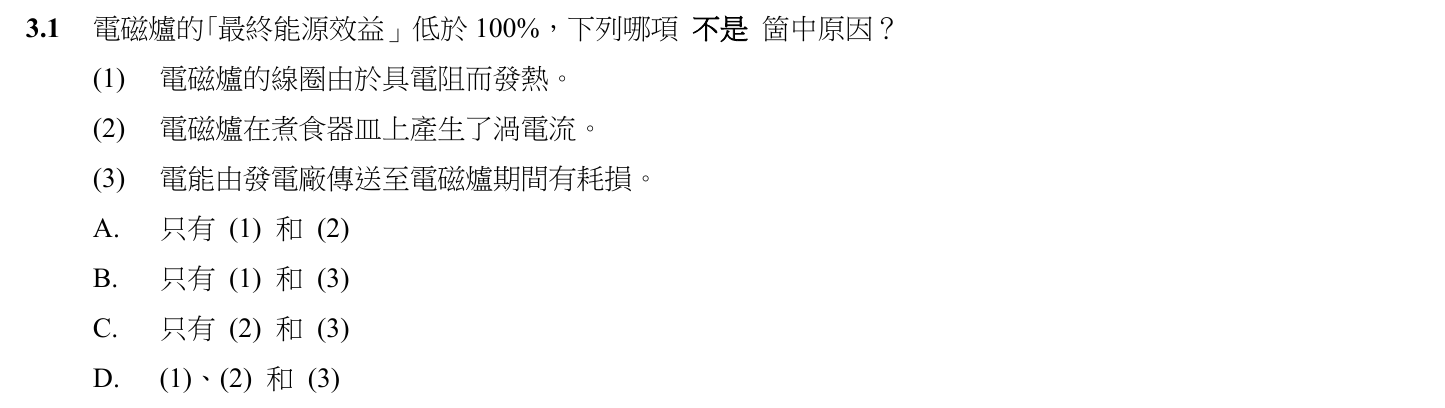 3.1 電磁爐的「最終能源效益」低於 100%，下列哪項 不是 箇中原因？
(1) 電磁爐的線圈由於具電阻而發熱。
(2) 電磁爐在煮食器皿上產生了渦電流。
(3) 電能由發電廠傳送至電磁爐期間有耗損。
A. 只有 (1) 和 (2)
B. 只有 (1) 和 (3)
C. 只有 (2) 和 (3)
D. (1)、(2) 和 (3)